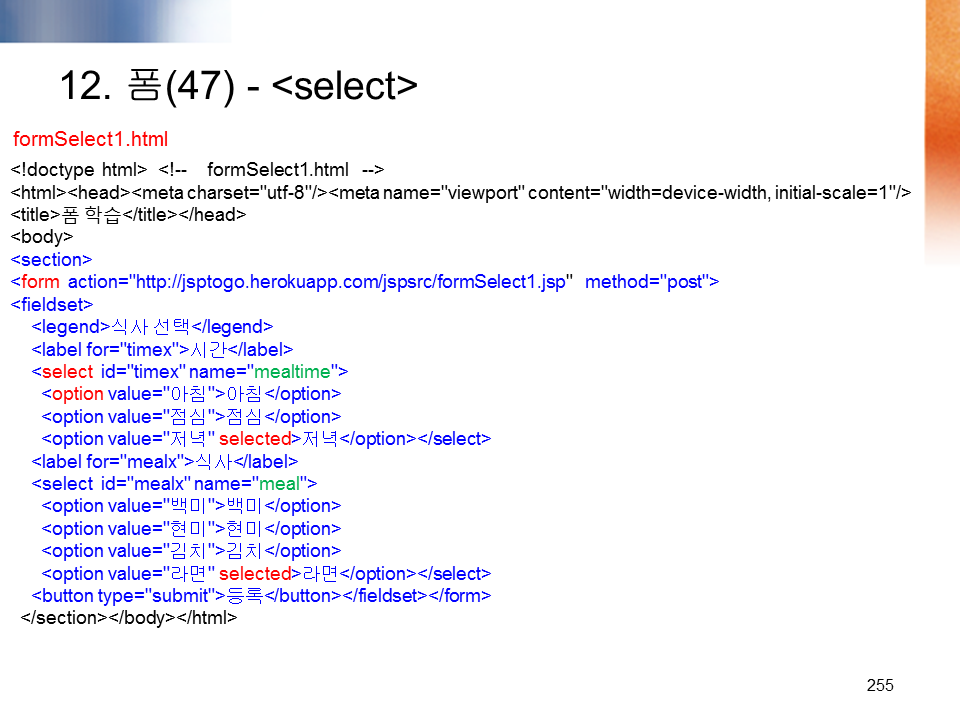 12. 폼(47) - <select>
formSelect1.html
<!doctype html> <!-- formSelect1.html -->
<html><head><meta charset="utf-8"/><meta name="viewport" content="width=device-width, initial-scale=1"/>
<title>폼 학습</title></head>
<body>
<section>
<form action="http://jsptogo.herokuapp.com/jspsrc/formSelect1.jsp" method="post">
<fieldset>
<legend>식사 선택</legend>
<label for="timex">시간</label>
<select id="timex" name="mealtime">
<option value="아침">아침</option>
<option value="점심">점심</option>
<option value="저녁" selected>저녁</option></select>
<label for="mealx">식사</label>
<select id="mealx" name="meal">
<option value="백미">백미</option>
<option value="현미">현미</option>
<option value="김치">김치</option>
<option value="라면" selected>라면</option></select>
<button type="submit">등록</button></fieldset></form>
</section></body></html>
255